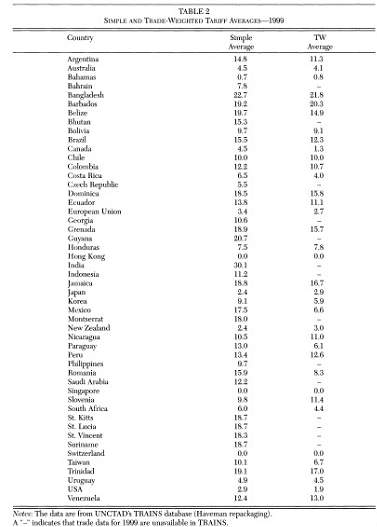 TABLE 2
SIMPLE AND TRADE-WEIGHTED TARIFF AVERAGES—1999
Country Simple Average TW Average
Argentina 14.8 11.3
Australia 4.5 4.1
Bahamas 0.7 0.8
Bahrain 7.8 –
Bangladesh 22.7 21.8
Barbados 19.2 20.3
Belize 19.7 14.9
Bhutan 15.3 –
Bolivia 9.7 9.1
Brazil 15.5 12.3
Canada 4.5 1.3
Chile 10.0 10.0
Colombia 12.2 10.7
Costa Rica 6.5 4.0
Czech Republic 5.5 –
Dominica 18.5 15.8
Ecuador 13.8 11.1
European Union 3.4 2.7
Georgia 10.6 –
Grenada 18.9 15.7
Guyana 20.7 –
Honduras 7.5 7.8
Hong Kong 0.0 0.0
India 30.1 –
Indonesia 11.2 –
Jamaica 18.8 16.7
Japan 2.4 2.9
Korea 9.1 5.9
Mexico 17.5 6.6
Montserrat 18.0 –
New Zealand 2.4 3.0
Nicaragua 10.5 11.0
Paraguay 13.0 6.1
Peru 13.4 12.6
Philippines 9.7 –
Romania 15.9 8.3
Saudi Arabia 12.2 –
Singapore 0.0 0.0
Slovenia 9.8 11.4
South Africa 6.0 4.4
St. Kitts 18.7 –
St. Lucia 18.7 –
St. Vincent 18.3 –
Suriname 18.7 –
Switzerland 0.0 0.0
Taiwan 10.1 6.7
Trinidad 19.1 17.0
Uruguay 4.9 4.5
USA 2.9 1.9
Venezuela 12.4 13.0
Notes: The data are from UNCTAD's TRAINS database (Haveman repackaging).
A "–" indicates that trade data for 1999 are unavailable in TRAINS.